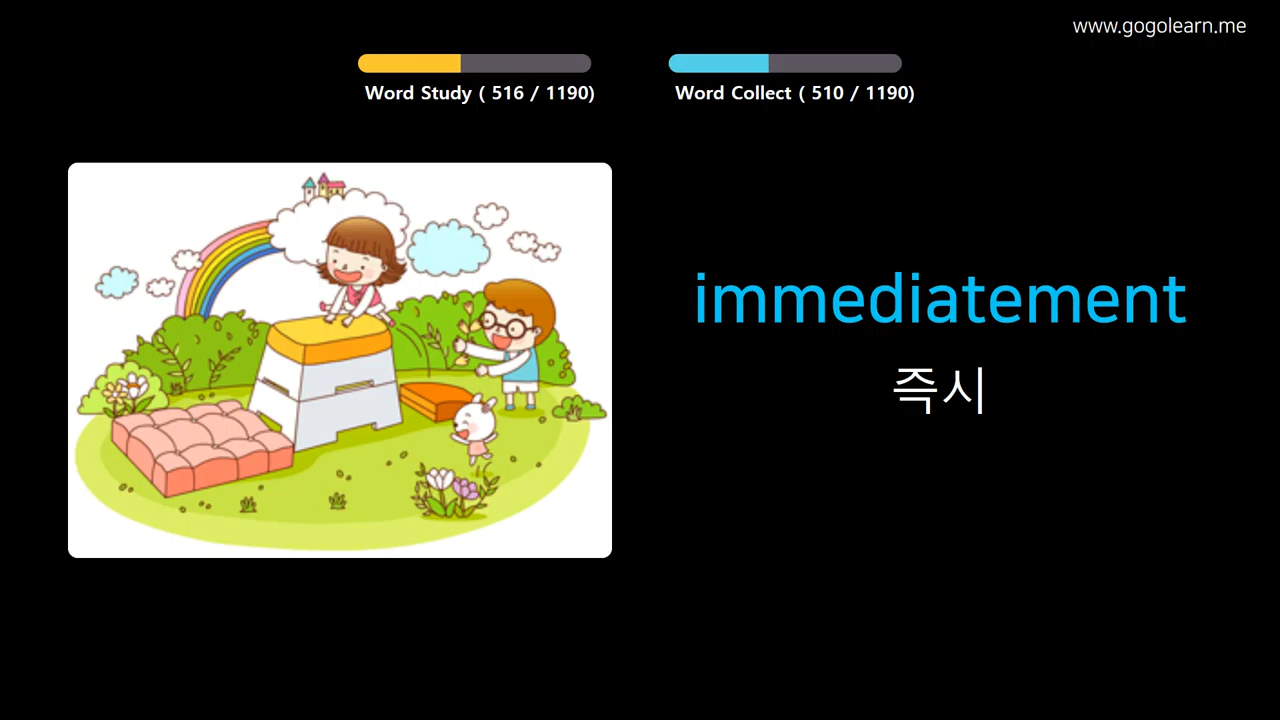 www.gogolearn.me
Word Study ( 516 / 1190)
Word Collect ( 510 / 1190)
immediatement
즉시